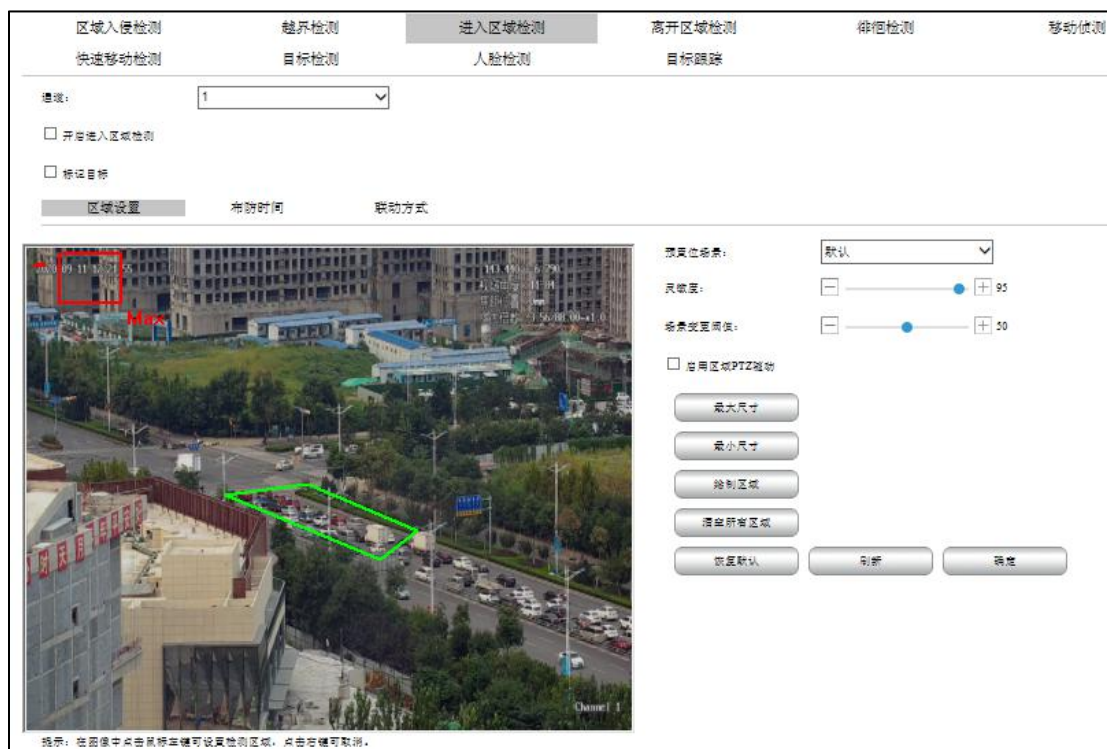 区域入侵检测 越界检测 进入区域检测 离开区域检测 徘徊检测 移动侦测
快速移动检测 目标检测 人脸检测 目标跟踪
通道： 1
开启进入区域检测
标记目标
区域设置 布防时间 联动方式
预置位场景： 默认
灵敏度： 95
场景变更阈值： 50
启用区域PTZ驱动
Max
最大尺寸
最小尺寸
绘制区域
清空所有区域
恢复默认 刷新 确定
Channel 1
提示：在图像中点击鼠标左键可设置检测区域，点击右键可取消。